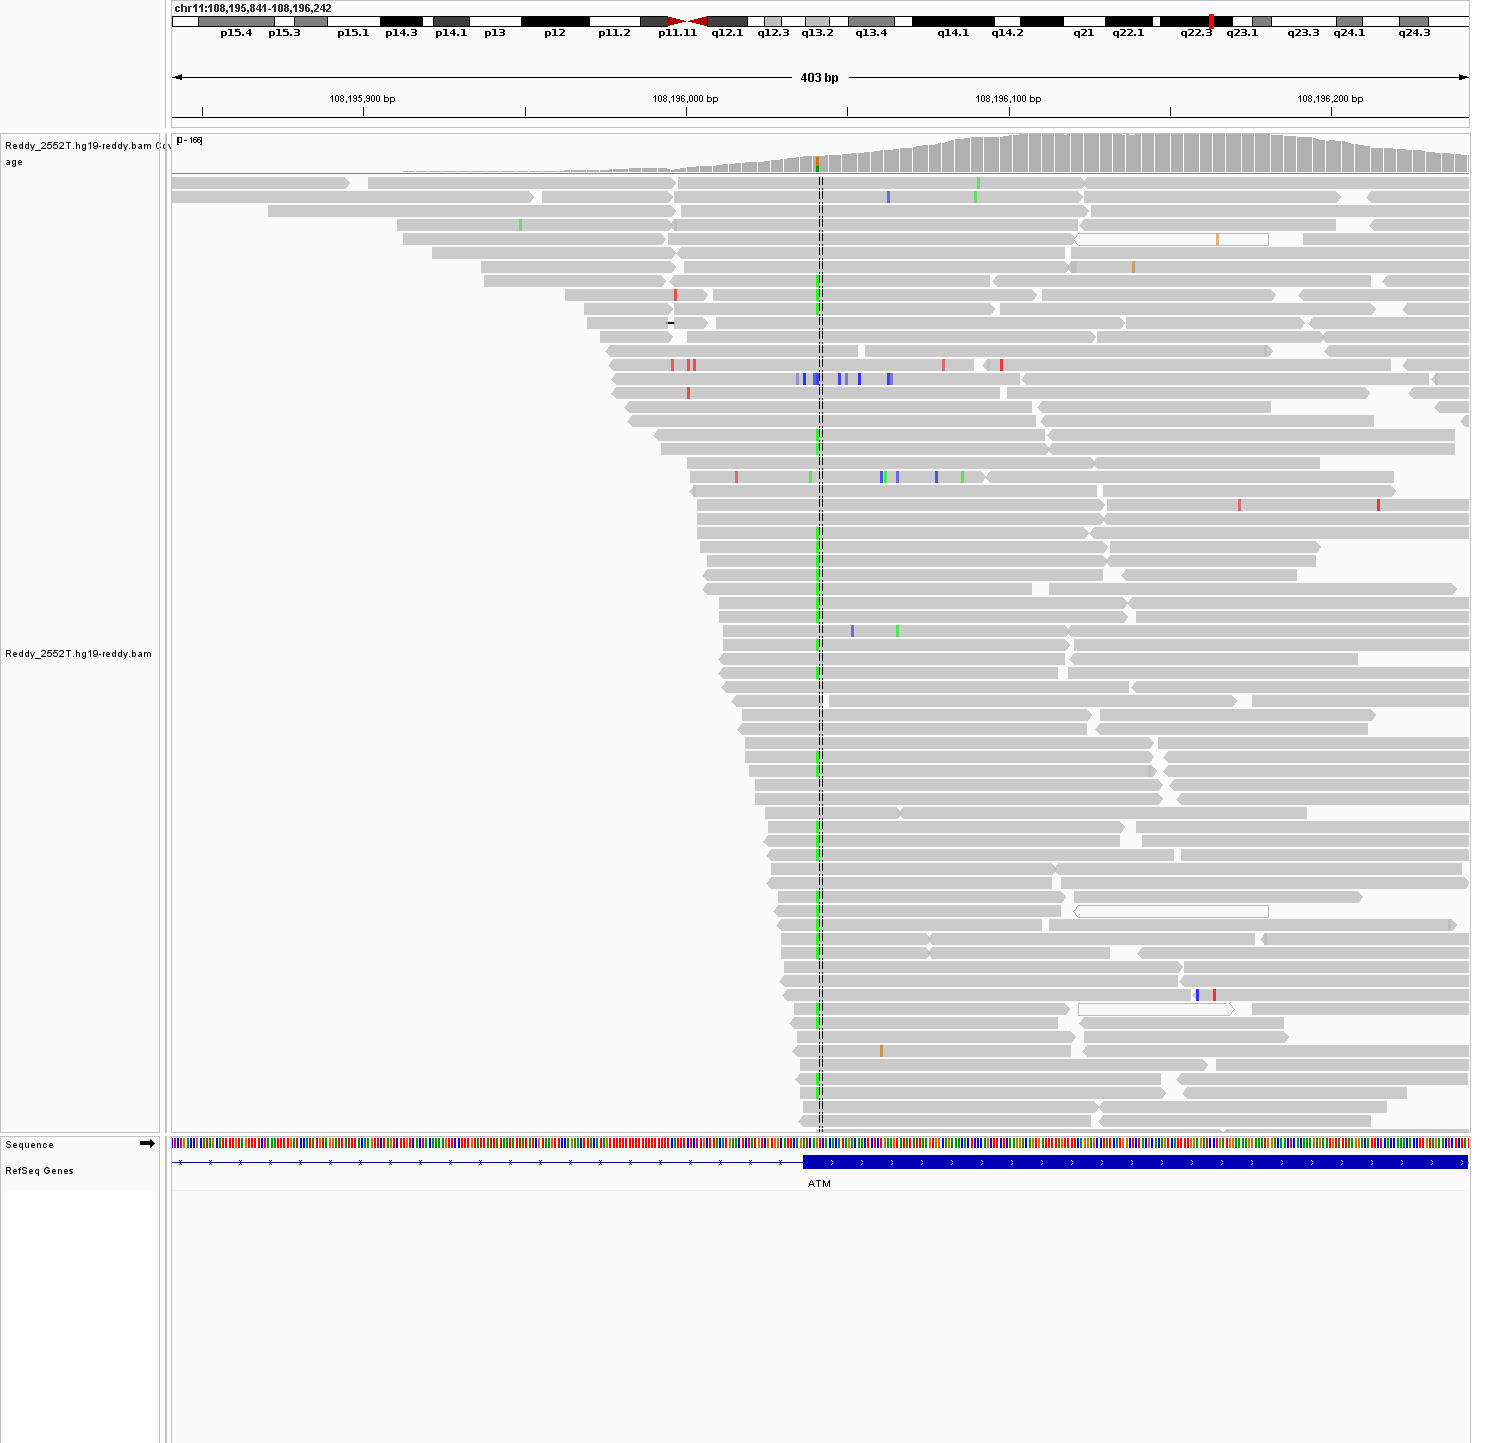 chr11:108,195,841-108,196,242
p15.4 p15.3 p15.1 p14.3 p14.1 p13 p12 p11.2 p11.11 q12.1 q12.3 q13.2 q13.4 q14.1 q14.2 q21 q22.1 q22.3 q23.1 q23.3 q24.1 q24.3
403 bp
108,195,900 bp 108,196,000 bp 108,196,100 bp 108,196,200 bp
[0 - 166]
Reddy_2552T.hg19-reddy.bam Cov
age
Reddy_2552T.hg19-reddy.bam
Sequence
RefSeq Genes
ATM